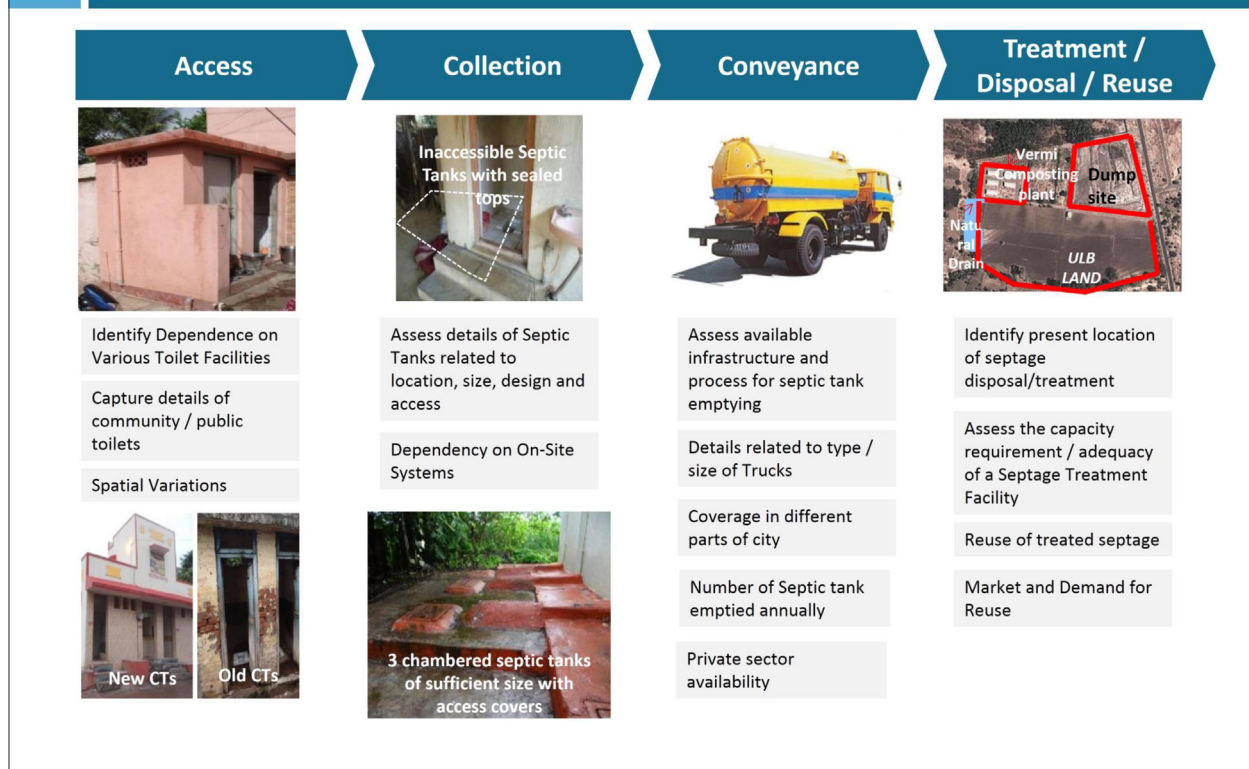 Access
Collection
Conveyance
Treatment /
Disposal / Reuse
Inaccessible Septic
Tanks with sealed
tops
Vermi
Composting
plant
Dump
site
Natu
ral
Drain
ULB
LAND
Identify Dependence on
Various Toilet Facilities
Capture details of
community / public
toilets
Spatial Variations
New CTs
Old CTs
Assess details of Septic
Tanks related to
location, size, design and
access
Dependency on On-Site
Systems
3 chambered septic tanks
of sufficient size with
access covers
Assess available
infrastructure and
process for septic tank
emptying
Details related to type /
size of Trucks
Coverage in different
parts of city
Number of Septic tank
emptied annually
Private sector
availability
Identify present location
of septage
disposal/treatment
Assess the capacity
requirement / adequacy
of a Septage Treatment
Facility
Reuse of treated septage
Market and Demand for
Reuse